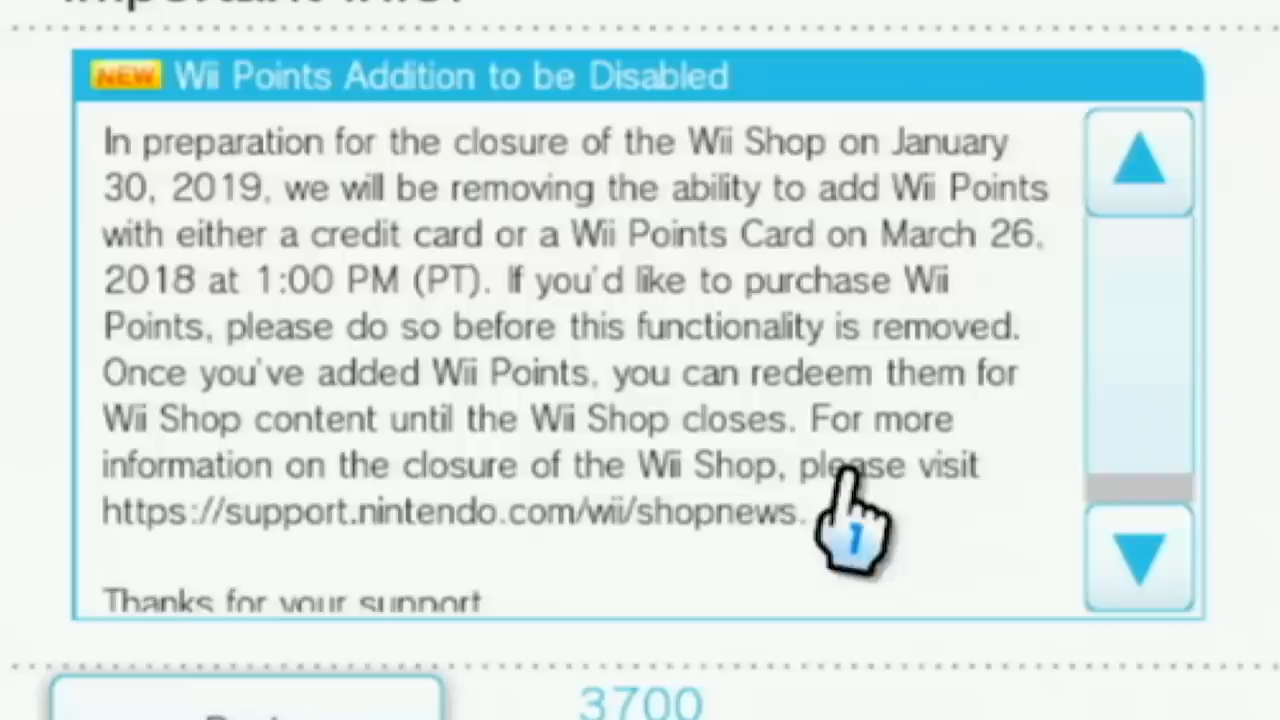 Important Info!
NEW Wii Points Addition to be Disabled
In preparation for the closure of the Wii Shop on January
30, 2019, we will be removing the ability to add Wii Points
with either a credit card or a Wii Points Card on March 26,
2018 at 1:00 PM (PT). If you'd like to purchase Wii
Points, please do so before this functionality is removed.
Once you've added Wii Points, you can redeem them for
Wii Shop content until the Wii Shop closes. For more
information on the closure of the Wii Shop, please visit
https://support.nintendo.com/wii/shopnews.
1
Thanks for your support
3700